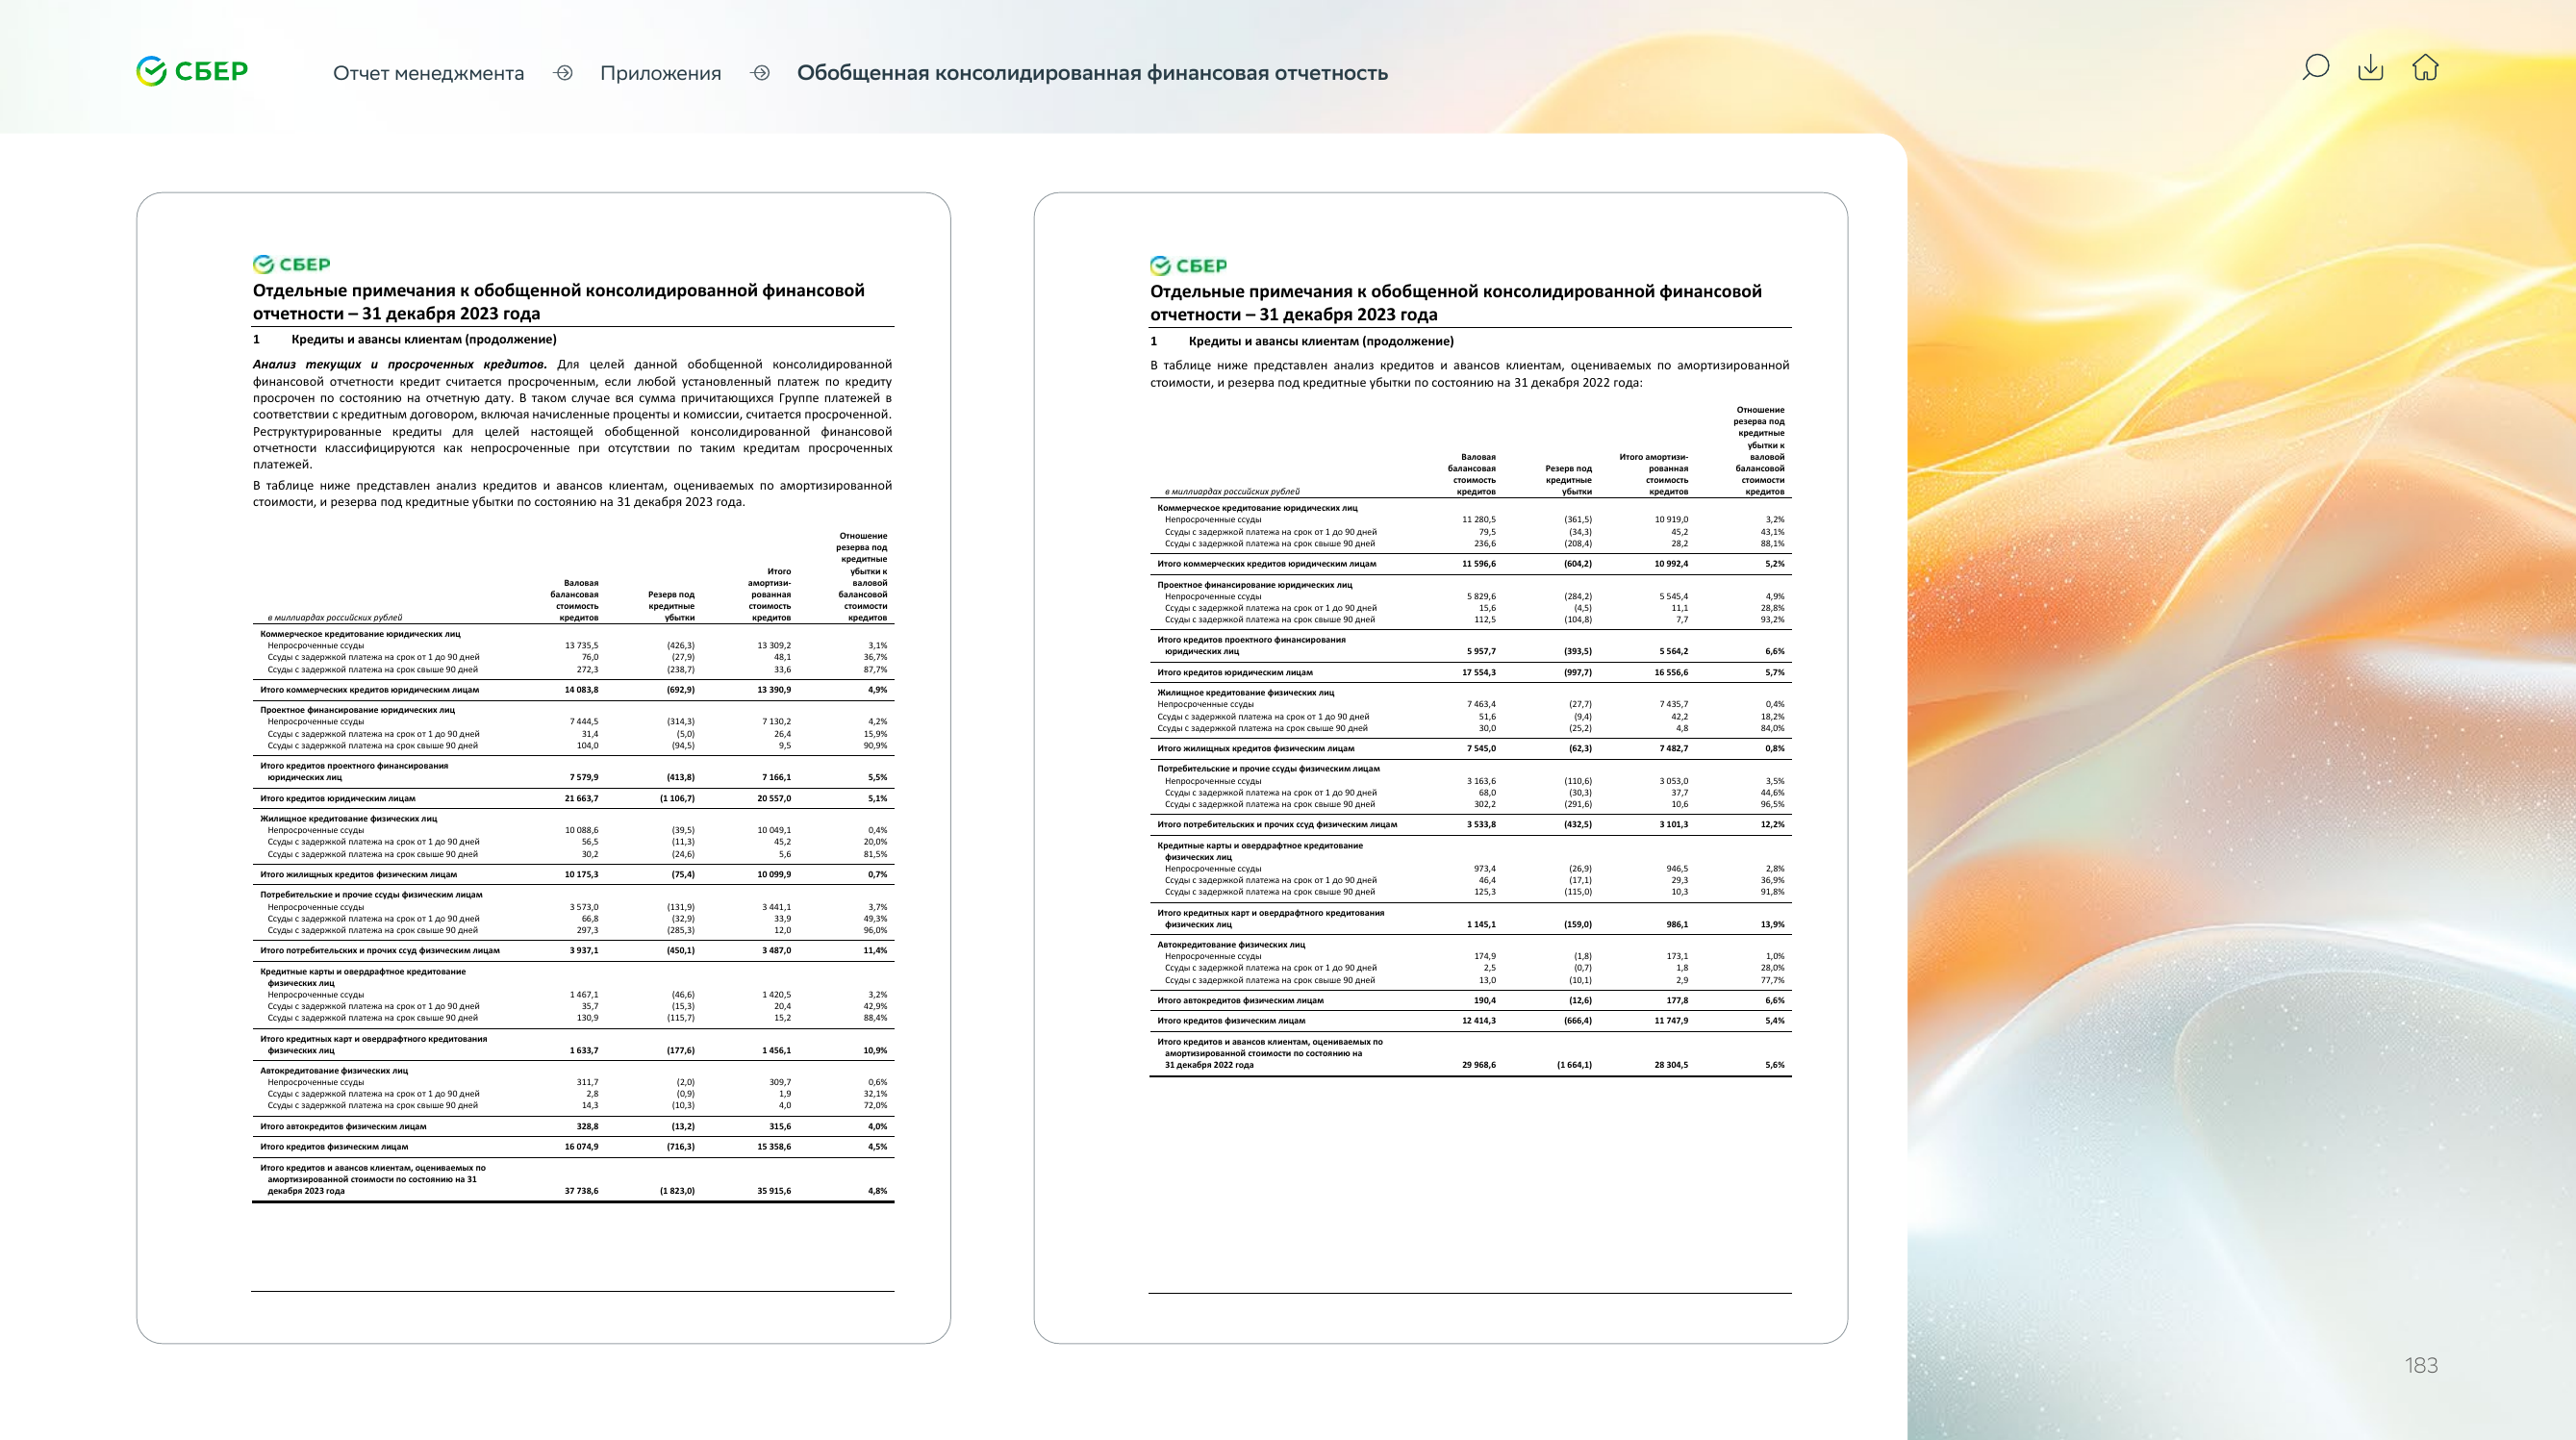 СБЕР
Отчет менеджмента Приложения Обобщенная консолидированная финансовая отчетность
СБЕР
Отдельные примечания к обобщенной консолидированной финансовой
отчетности – 31 декабря 2023 года
1 Кредиты и авансы клиентам (продолжение)
Анализ текущих и просроченных кредитов. Для целей данной обобщенной консолидированной
финансовой отчетности кредит считается просроченным, если любой установленный платеж по кредиту
просрочен по состоянию на отчетную дату. В таком случае вся сумма причитающихся Группе платежей в
соответствии с кредитным договором, включая начисленные проценты и комиссии, считается просроченной.
Реструктурированные кредиты для целей настоящей обобщенной консолидированной финансовой
отчетности классифицируются как непросроченные при отсутствии по таким кредитам просроченных
платежей.
В таблице ниже представлен анализ кредитов и авансов клиентам, оцениваемых по амортизированной
стоимости, и резерва под кредитные убытки по состоянию на 31 декабря 2023 года.
Отношение
резерва под
кредитные
Итого убытки к
Валовая амортизи- валовой
балансовая Резерв под рованная балансовой
стоимость кредитные стоимость стоимости
в миллиардах российских рублей кредитов убытки кредитов кредитов
Коммерческое кредитование юридических лиц
Непросроченные ссуды 13 735,5 (426,3) 13 309,2 3,1%
Ссуды с задержкой платежа на срок от 1 до 90 дней 76,0 (27,9) 48,1 36,7%
Ссуды с задержкой платежа на срок свыше 90 дней 272,3 (238,7) 33,6 87,7%
Итого коммерческих кредитов юридическим лицам 14 083,8 (692,9) 13 390,9 4,9%
Проектное финансирование юридических лиц
Непросроченные ссуды 7 444,5 (314,3) 7 130,2 4,2%
Ссуды с задержкой платежа на срок от 1 до 90 дней 31,4 (5,0) 26,4 15,9%
Ссуды с задержкой платежа на срок свыше 90 дней 104,0 (94,5) 9,5 90,9%
Итого кредитов проектного финансирования
юридических лиц 7 579,9 (413,8) 7 166,1 5,5%
Итого кредитов юридическим лицам 21 663,7 (1 106,7) 20 557,0 5,1%
Жилищное кредитование физических лиц
Непросроченные ссуды 10 088,6 (39,5) 10 049,1 0,4%
Ссуды с задержкой платежа на срок от 1 до 90 дней 56,5 (11,3) 45,2 20,0%
Ссуды с задержкой платежа на срок свыше 90 дней 30,2 (24,6) 5,6 81,5%
Итого жилищных кредитов физическим лицам 10 175,3 (75,4) 10 099,9 0,7%
Потребительские и прочие ссуды физическим лицам
Непросроченные ссуды 3 573,0 (131,9) 3 441,1 3,7%
Ссуды с задержкой платежа на срок от 1 до 90 дней 66,8 (32,9) 33,9 49,3%
Ссуды с задержкой платежа на срок свыше 90 дней 297,3 (285,3) 12,0 96,0%
Итого потребительских и прочих ссуд физическим лицам 3 937,1 (450,1) 3 487,0 11,4%
Кредитные карты и овердрафтное кредитование
физических лиц
Непросроченные ссуды 1 467,1 (46,6) 1 420,5 3,2%
Ссуды с задержкой платежа на срок от 1 до 90 дней 35,7 (15,3) 20,4 42,9%
Ссуды с задержкой платежа на срок свыше 90 дней 130,9 (115,7) 15,2 88,4%
Итого кредитных карт и овердрафтного кредитования
физических лиц 1 633,7 (177,6) 1 456,1 10,9%
Автокредитование физических лиц
Непросроченные ссуды 311,7 (2,0) 309,7 0,6%
Ссуды с задержкой платежа на срок от 1 до 90 дней 2,8 (0,9) 1,9 32,1%
Ссуды с задержкой платежа на срок свыше 90 дней 14,3 (10,3) 4,0 72,0%
Итого автокредитов физическим лицам 328,8 (13,2) 315,6 4,0%
Итого кредитов физическим лицам 16 074,9 (716,3) 15 358,6 4,5%
Итого кредитов и авансов клиентам, оцениваемых по
амортизированной стоимости по состоянию на 31
декабря 2023 года 37 738,6 (1 823,0) 35 915,6 4,8%
СБЕР
Отдельные примечания к обобщенной консолидированной финансовой
отчетности – 31 декабря 2023 года
1 Кредиты и авансы клиентам (продолжение)
В таблице ниже представлен анализ кредитов и авансов клиентам, оцениваемых по амортизированной
стоимости, и резерва под кредитные убытки по состоянию на 31 декабря 2022 года:
Отношение
резерва под
кредитные
убытки к
Валовая Итого амортизи- валовой
балансовая Резерв под рованная балансовой
стоимость кредитные стоимость стоимости
в миллиардах российских рублей кредитов убытки кредитов кредитов
Коммерческое кредитование юридических лиц
Непросроченные ссуды 11 280,5 (361,5) 10 919,0 3,2%
Ссуды с задержкой платежа на срок от 1 до 90 дней 79,5 (34,3) 45,2 43,1%
Ссуды с задержкой платежа на срок свыше 90 дней 236,6 (208,4) 28,2 88,1%
Итого коммерческих кредитов юридическим лицам 11 596,6 (604,2) 10 992,4 5,2%
Проектное финансирование юридических лиц
Непросроченные ссуды 5 829,6 (284,2) 5 545,4 4,9%
Ссуды с задержкой платежа на срок от 1 до 90 дней 15,6 (4,5) 11,1 28,8%
Ссуды с задержкой платежа на срок свыше 90 дней 112,5 (104,8) 7,7 93,2%
Итого кредитов проектного финансирования
юридических лиц 5 957,7 (393,5) 5 564,2 6,6%
Итого кредитов юридическим лицам 17 554,3 (997,7) 16 556,6 5,7%
Жилищное кредитование физических лиц
Непросроченные ссуды 7 463,4 (27,7) 7 435,7 0,4%
Ссуды с задержкой платежа на срок от 1 до 90 дней 51,6 (9,4) 42,2 18,2%
Ссуды с задержкой платежа на срок свыше 90 дней 30,0 (25,2) 4,8 84,0%
Итого жилищных кредитов физическим лицам 7 545,0 (62,3) 7 482,7 0,8%
Потребительские и прочие ссуды физическим лицам
Непросроченные ссуды 3 163,6 (110,6) 3 053,0 3,5%
Ссуды с задержкой платежа на срок от 1 до 90 дней 68,0 (30,3) 37,7 44,6%
Ссуды с задержкой платежа на срок свыше 90 дней 302,2 (291,6) 10,6 96,5%
Итого потребительских и прочих ссуд физическим лицам 3 533,8 (432,5) 3 101,3 12,2%
Кредитные карты и овердрафтное кредитование
физических лиц
Непросроченные ссуды 973,4 (26,9) 946,5 2,8%
Ссуды с задержкой платежа на срок от 1 до 90 дней 46,4 (17,1) 29,3 36,9%
Ссуды с задержкой платежа на срок свыше 90 дней 125,3 (115,0) 10,3 91,8%
Итого кредитных карт и овердрафтного кредитования
физических лиц 1 145,1 (159,0) 986,1 13,9%
Автокредитование физических лиц
Непросроченные ссуды 174,9 (1,8) 173,1 1,0%
Ссуды с задержкой платежа на срок от 1 до 90 дней 2,5 (0,7) 1,8 28,0%
Ссуды с задержкой платежа на срок свыше 90 дней 13,0 (10,1) 2,9 77,7%
Итого автокредитов физическим лицам 190,4 (12,6) 177,8 6,6%
Итого кредитов физическим лицам 12 414,3 (666,4) 11 747,9 5,4%
Итого кредитов и авансов клиентам, оцениваемых по
амортизированной стоимости по состоянию на
31 декабря 2022 года 29 968,6 (1 664,1) 28 304,5 5,6%
183